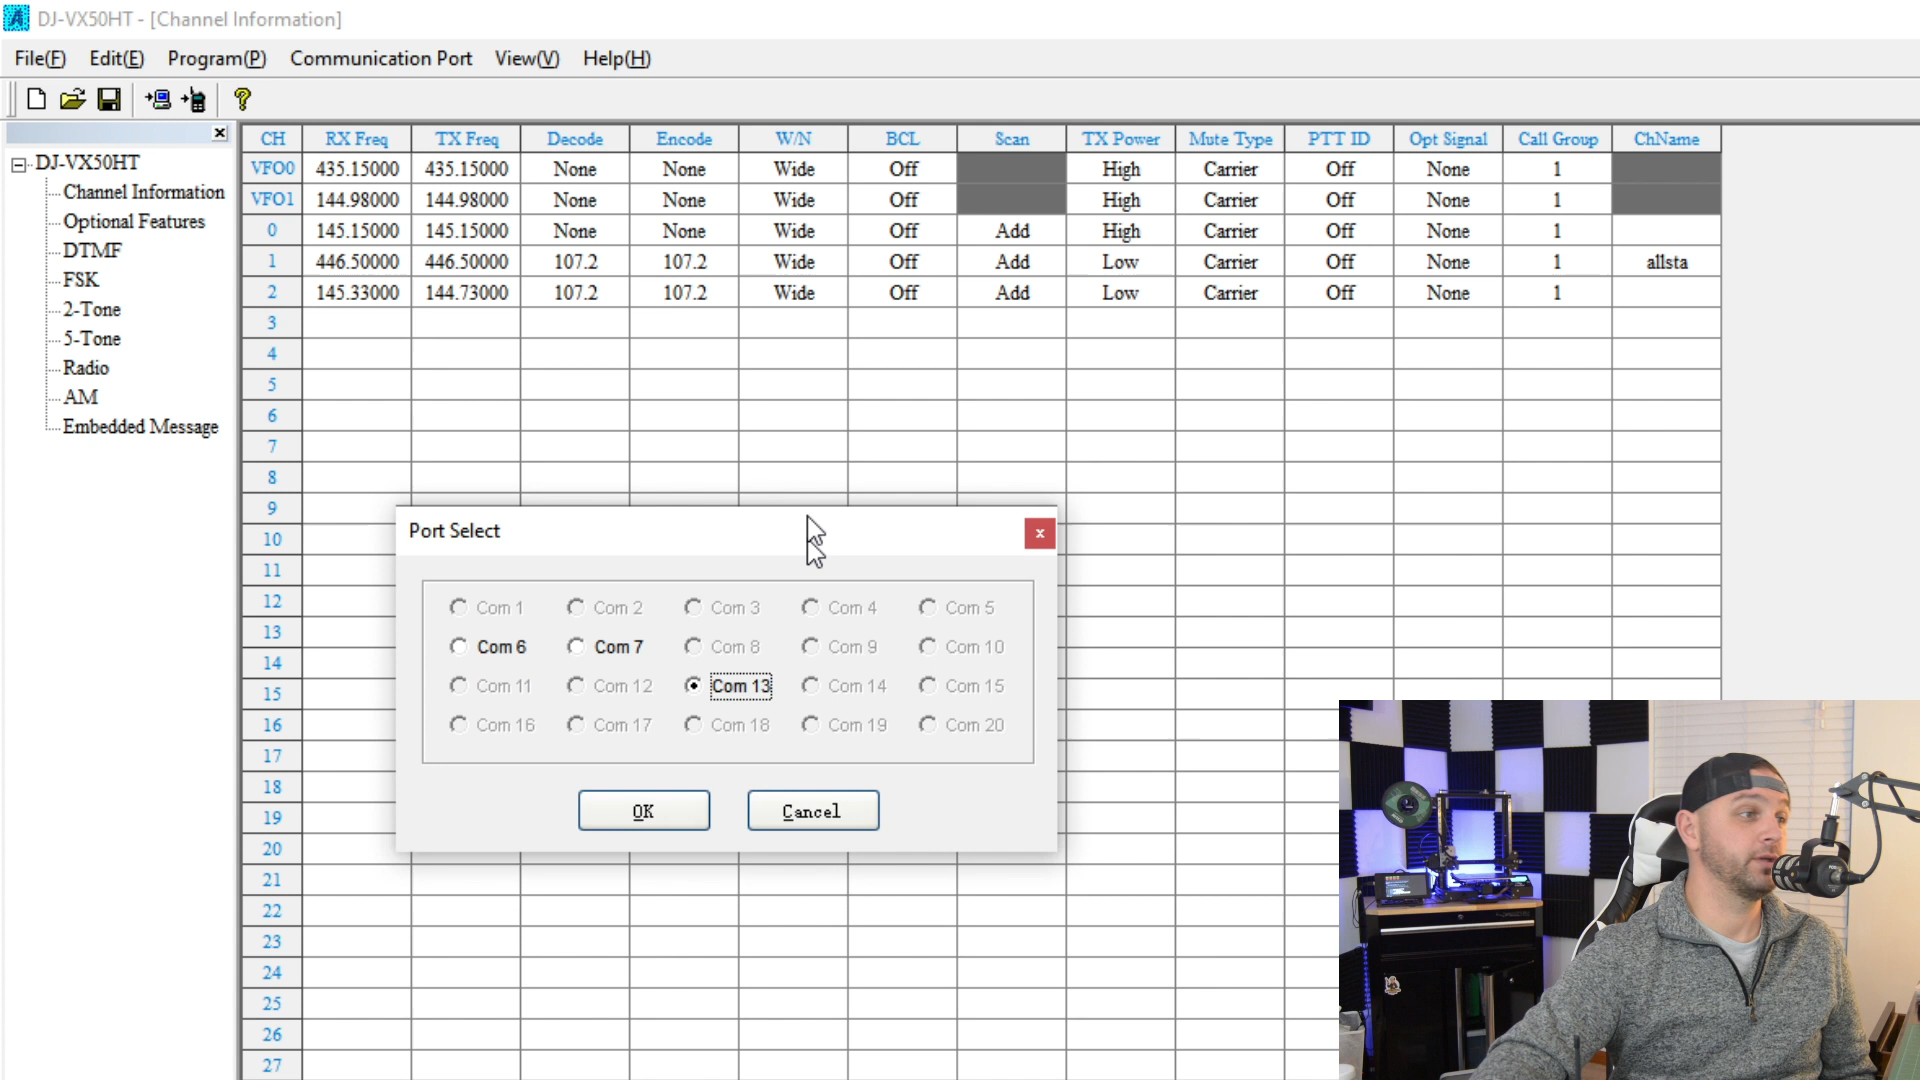 DJ-VX50HT - [Channel Information]
File(F) Edit(E) Program(P) Communication Port View(V) Help(H)
DJ-VX50HT
Channel Information
Optional Features
DTMF
FSK
2-Tone
5-Tone
Radio
AM
Embedded Message
CH RX Freq TX Freq Decode Encode W/N BCL Scan TX Power Mute Type PTT ID Opt Signal Call Group ChName
VFO0 435.15000 435.15000 None None Wide Off High Carrier Off None 1
VFO1 144.98000 144.98000 None None Wide Off High Carrier Off None 1
0 145.15000 145.15000 None None Wide Off Add High Carrier Off None 1
1 446.50000 446.50000 107.2 107.2 Wide Off Add Low Carrier Off None 1 allsta
2 145.33000 144.73000 107.2 107.2 Wide Off Add Low Carrier Off None 1
3
4
5
6
7
8
9
10
11
12
13
14
15
16
17
18
19
20
21
22
23
24
25
26
27
Port Select
x
Com 1 Com 2 Com 3 Com 4 Com 5
Com 6 Com 7 Com 8 Com 9 Com 10
Com 11 Com 12 Com 13 Com 14 Com 15
Com 16 Com 17 Com 18 Com 19 Com 20
OK Cancel